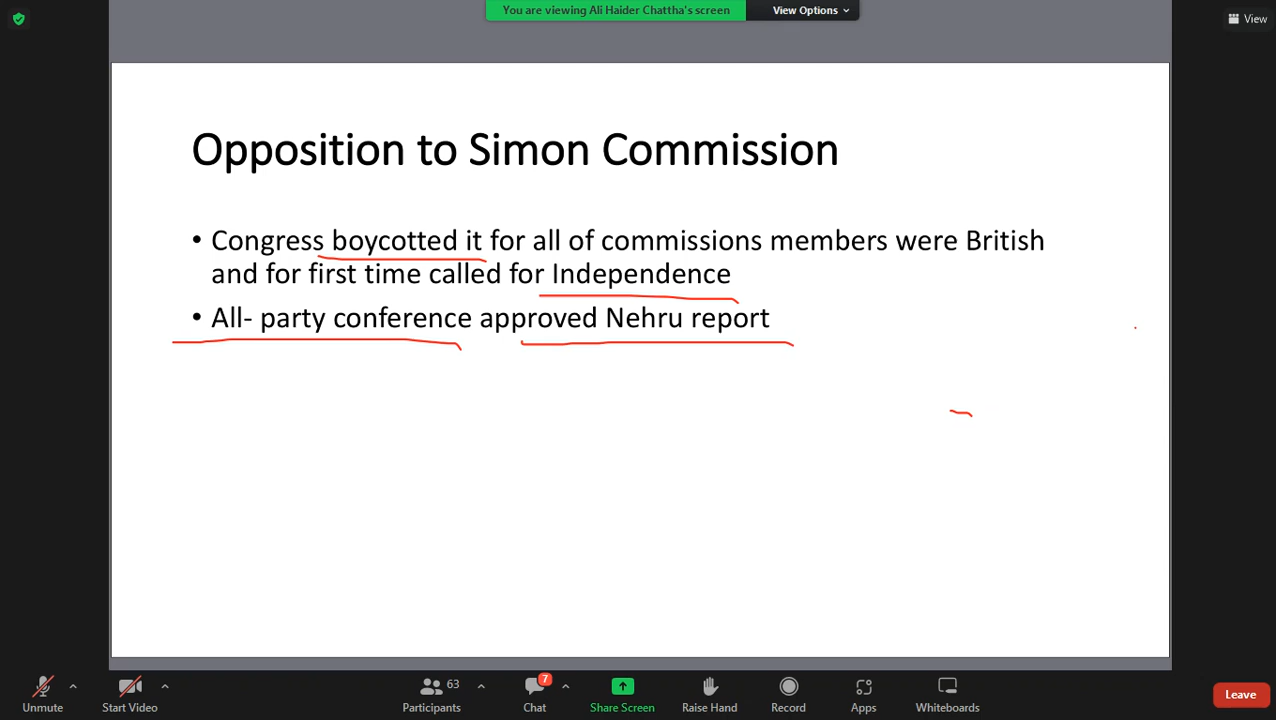 You are viewing Ali Haider Chattha's screen
View Options
View
Opposition to Simon Commission
• Congress boycotted it for all of commissions members were British
and for first time called for Independence
• All- party conference approved Nehru report
63
7
Unmute
Start Video
Participants
Chat
Share Screen
Raise Hand
Record
Apps
Whiteboards
Leave